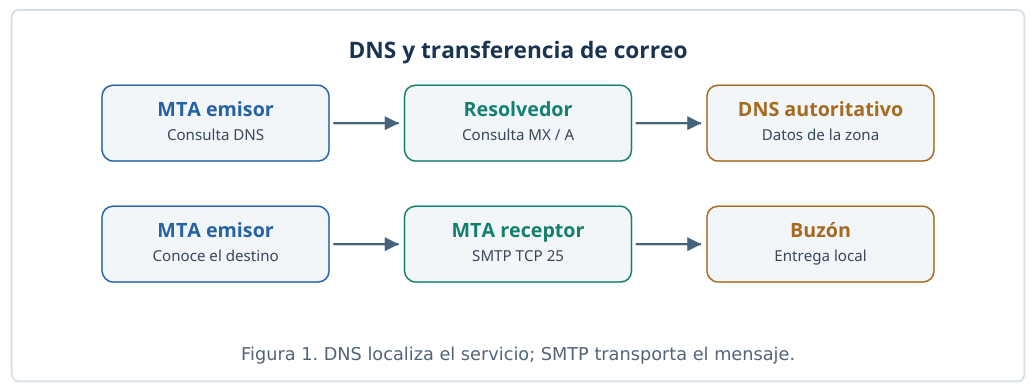 DNS y transferencia de correo
MTA emisor
Consulta DNS
Resolvedor
Consulta MX / A
DNS autoritativo
Datos de la zona
MTA emisor
Conoce el destino
MTA receptor
SMTP TCP 25
Buzón
Entrega local
Figura 1. DNS localiza el servicio; SMTP transporta el mensaje.